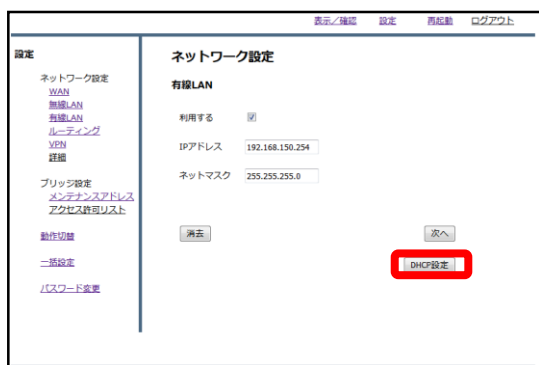 表示／確認 設定 再起動 ログアウト
設定
ネットワーク設定
WAN
無線LAN
有線LAN
ルーティング
VPN
詳細
ブリッジ設定
メンテナンスアドレス
アクセス許可リスト
動作切替
一括設定
パスワード変更
ネットワーク設定
有線LAN
利用する
IPアドレス 192.168.150.254
ネットマスク 255.255.255.0
消去 次へ
DHCP設定